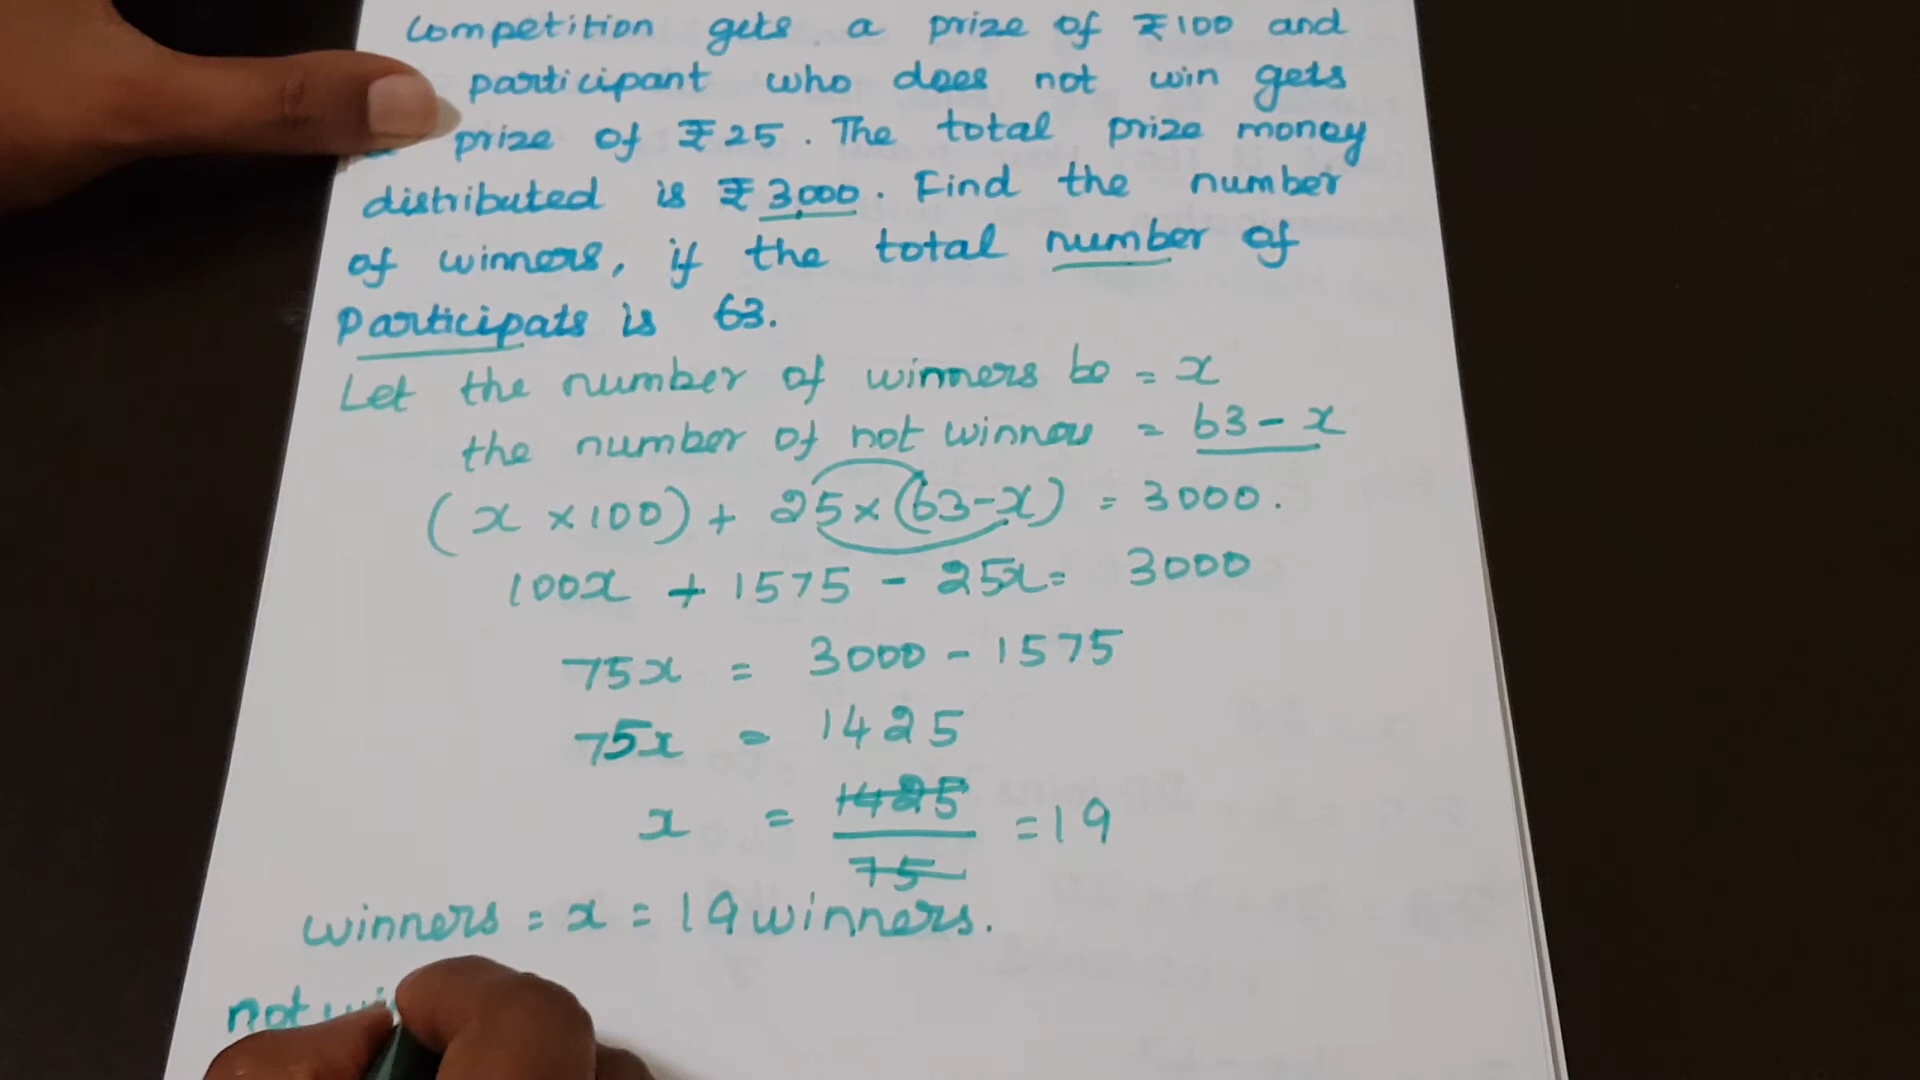 competition gets a prize of ₹100 and
participant who does not win gets
prize of ₹25. The total prize money
distributed is ₹3,000. Find the number
of winners, if the total number of
participats is 63.
Let the number of winners be = x
the number of not winner = 63 - x
(x × 100) + 25 × (63-x) = 3000.
100x + 1575 - 25x = 3000
75x = 3000 - 1575
75x = 1425
x = 1425/75 = 19
winners = x = 19 winners.
not